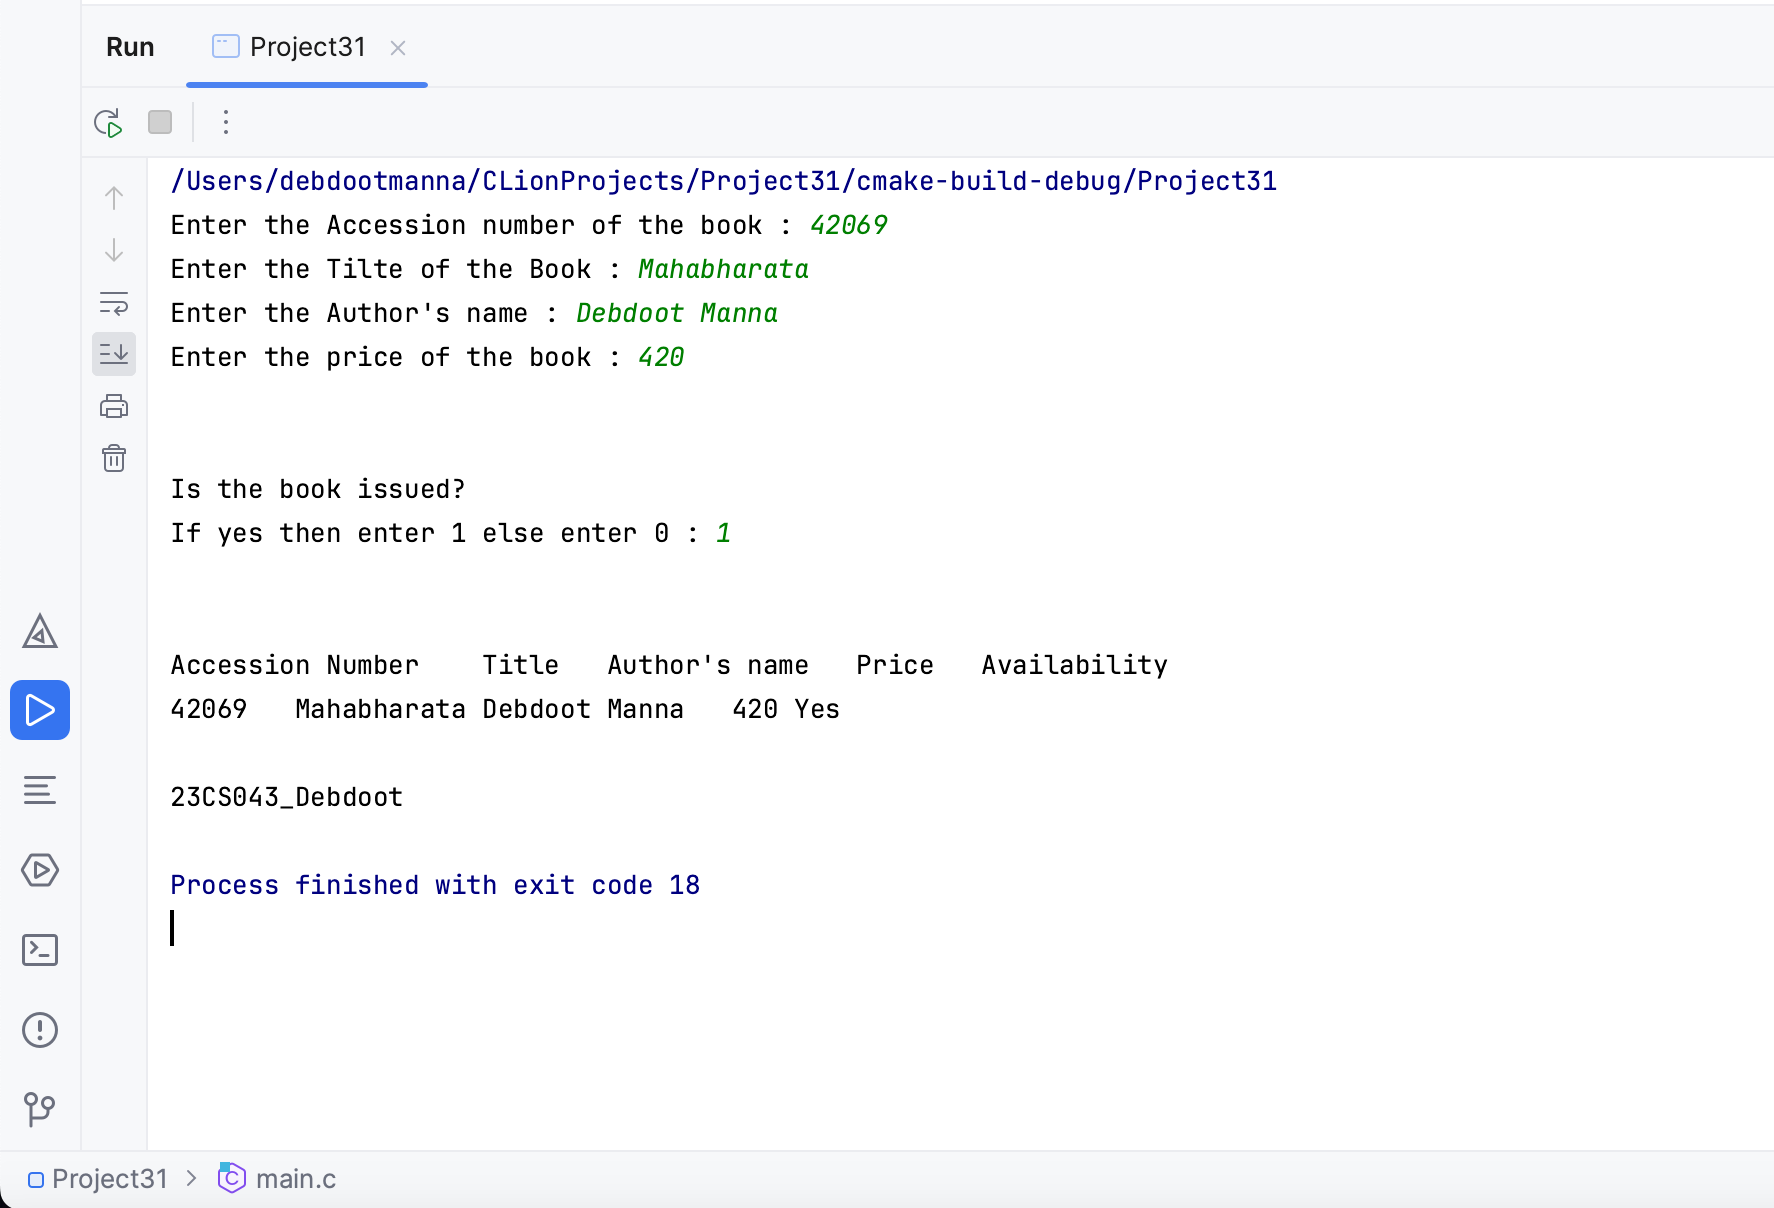 Run Project31
/Users/debdootmanna/CLionProjects/Project31/cmake-build-debug/Project31
Enter the Accession number of the book : 42069
Enter the Tilte of the Book : Mahabharata
Enter the Author's name : Debdoot Manna
Enter the price of the book : 420
Is the book issued?
If yes then enter 1 else enter 0 : 1
Accession Number    Title   Author's name   Price   Availability
42069   Mahabharata Debdoot Manna   420 Yes
23CS043_Debdoot
Process finished with exit code 18
Project31 > main.c